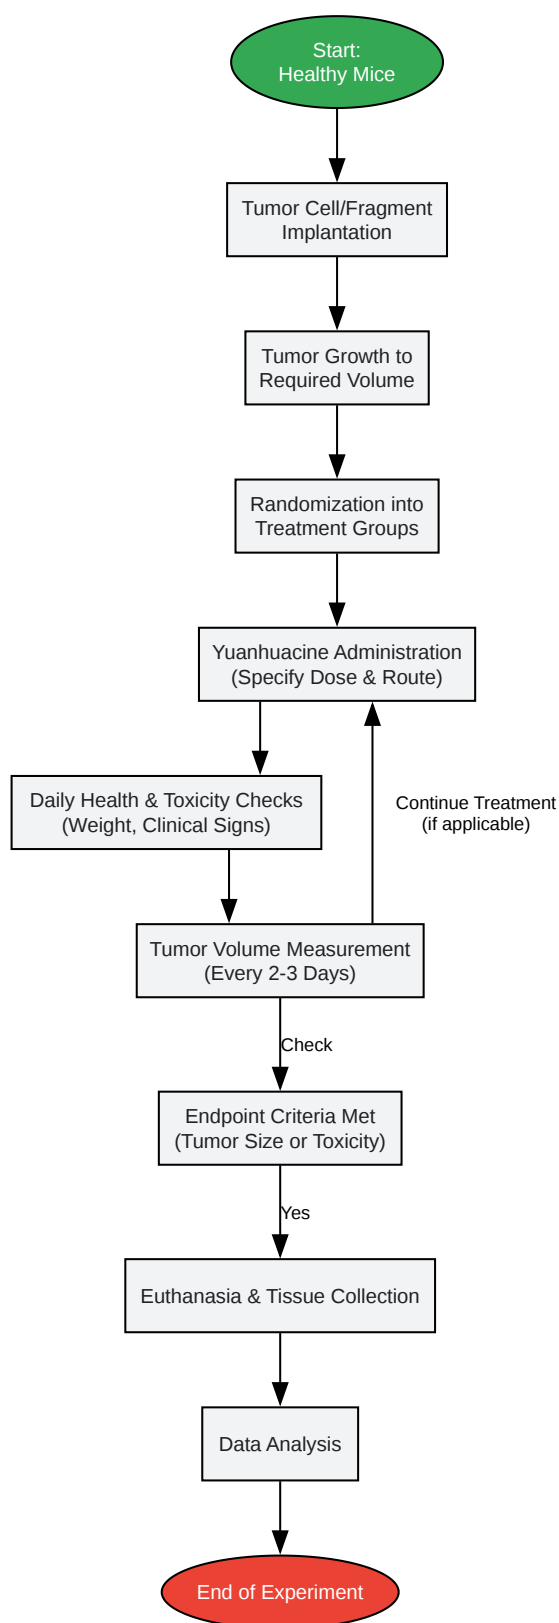 Start:
Healthy Mice
Tumor Cell/Fragment
Implantation
Tumor Growth to
Required Volume
Randomization into
Treatment Groups
Yuanhuacine Administration
(Specify Dose & Route)
Daily Health & Toxicity Checks
(Weight, Clinical Signs)
Continue Treatment
(if applicable)
Tumor Volume Measurement
(Every 2-3 Days)
Check
Endpoint Criteria Met
(Tumor Size or Toxicity)
Yes
Euthanasia & Tissue Collection
Data Analysis
End of Experiment